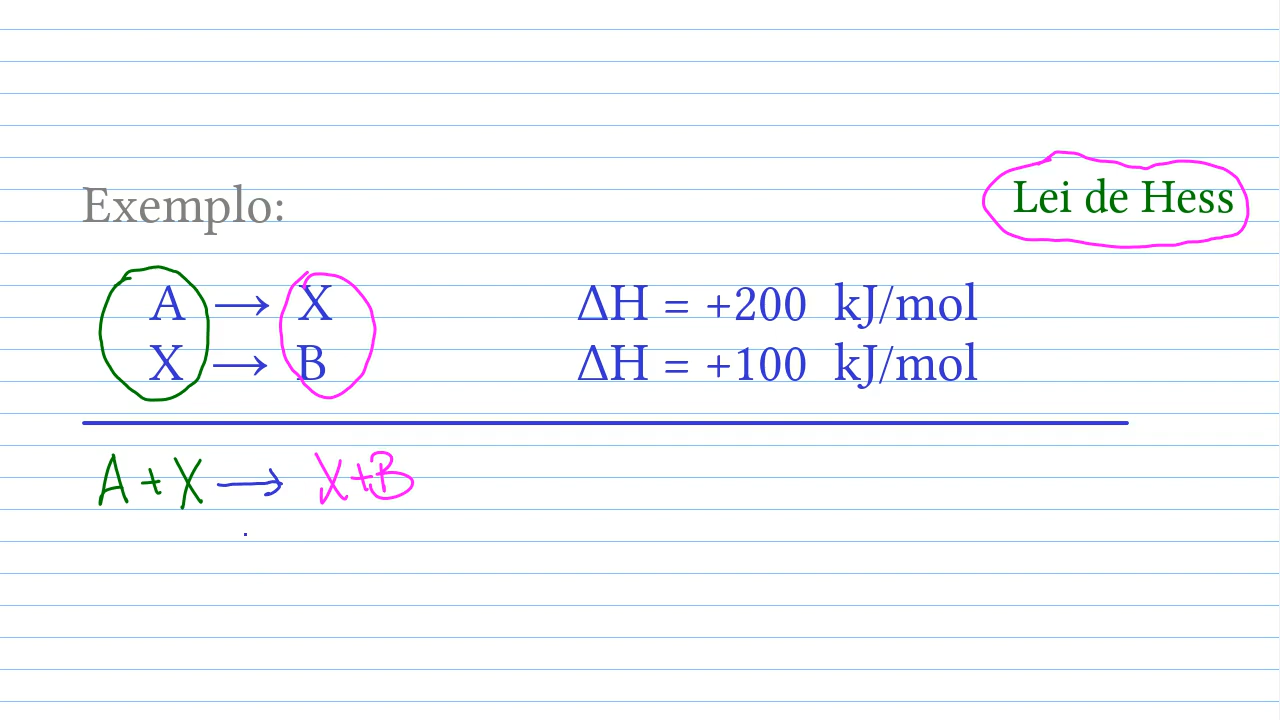 Lei de Hess
Exemplo:
A → X ΔH = +200 kJ/mol
X → B ΔH = +100 kJ/mol
A + X → X + B